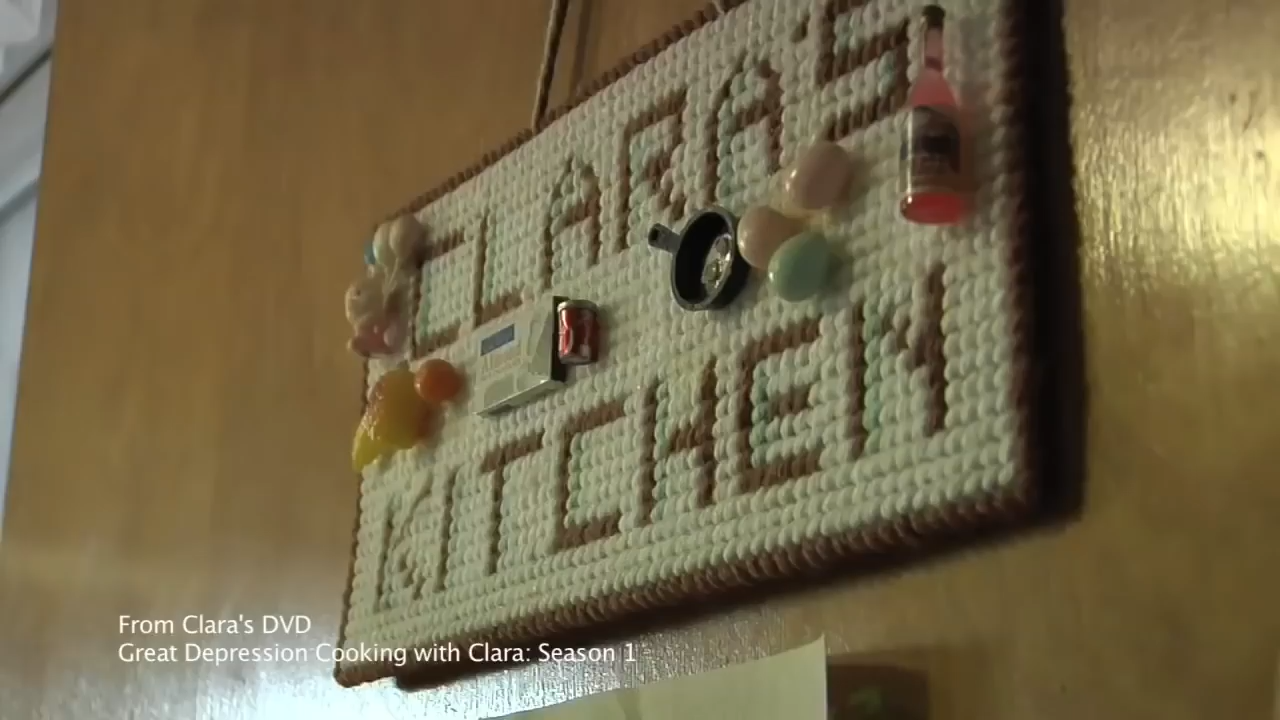 CLARA'S
KITCHEN
From Clara's DVD
Great Depression Cooking with Clara: Season 1